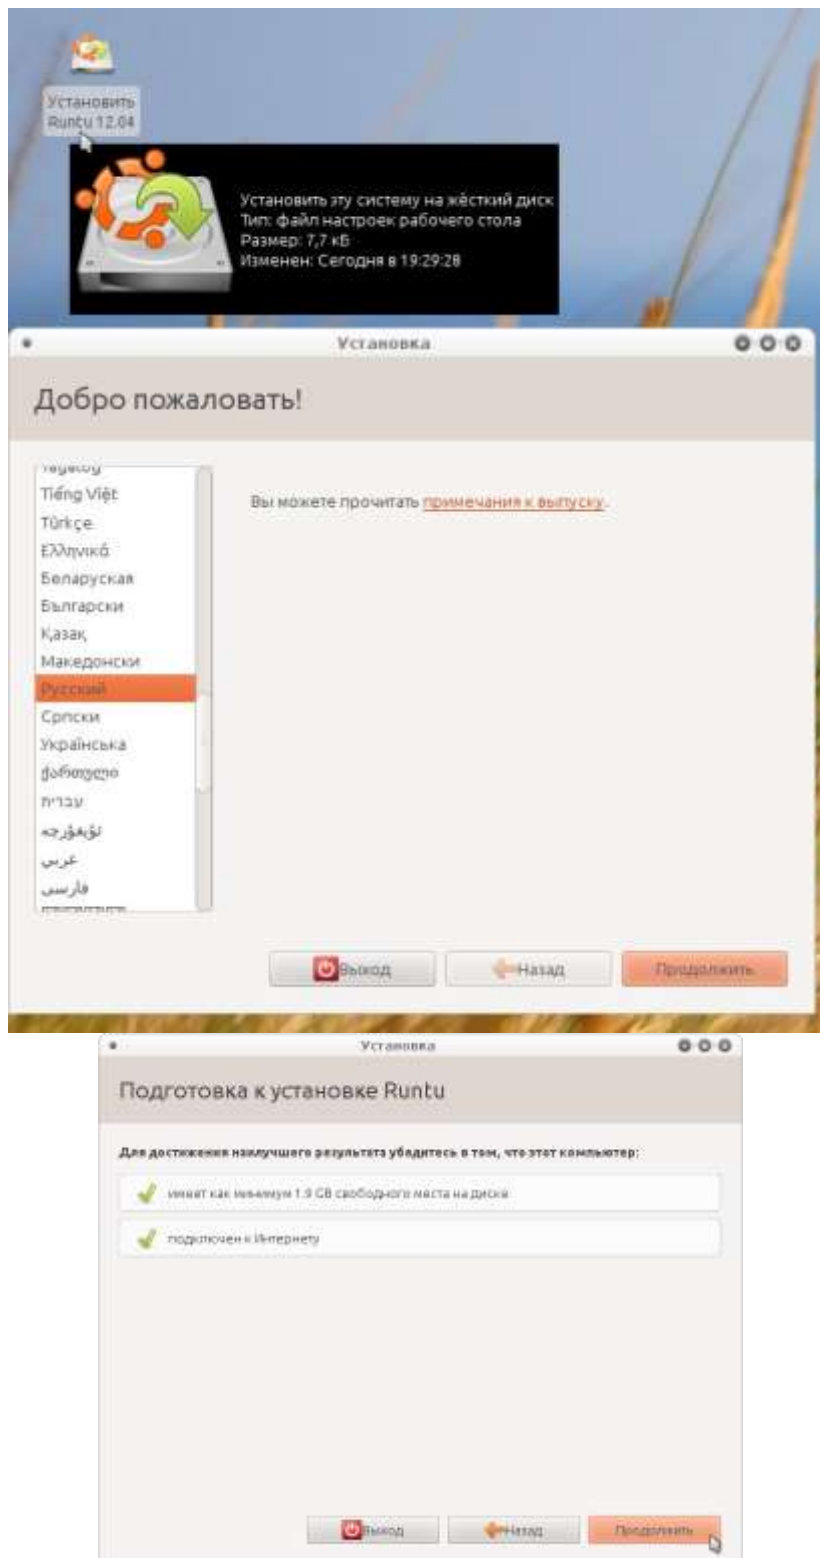 Установить
Runtu 12.04
Установить эту систему на жёсткий диск
Тип: файл настроек рабочего стола
Размер: 7,7 кБ
Изменен: Сегодня в 19:29:28
Установка
Добро пожаловать!
Tagalog
Tiếng Việt
Türkçe
Ελληνικά
Беларуская
Български
Қазақ
Македонски
Русский
Српски
Українська
ქართული
עברית
ئۇيغۇرچە
عربي
فارسی
Вы можете прочитать примечания к выпуску.
Выход
Назад
Продолжить
Установка
Подготовка к установке Runtu
Для достижения наилучшего результата убедитесь в том, что этот компьютер:
имеет как минимум 1.9 GB свободного места на диске
подключен к Интернету
Выход
Назад
Продолжить